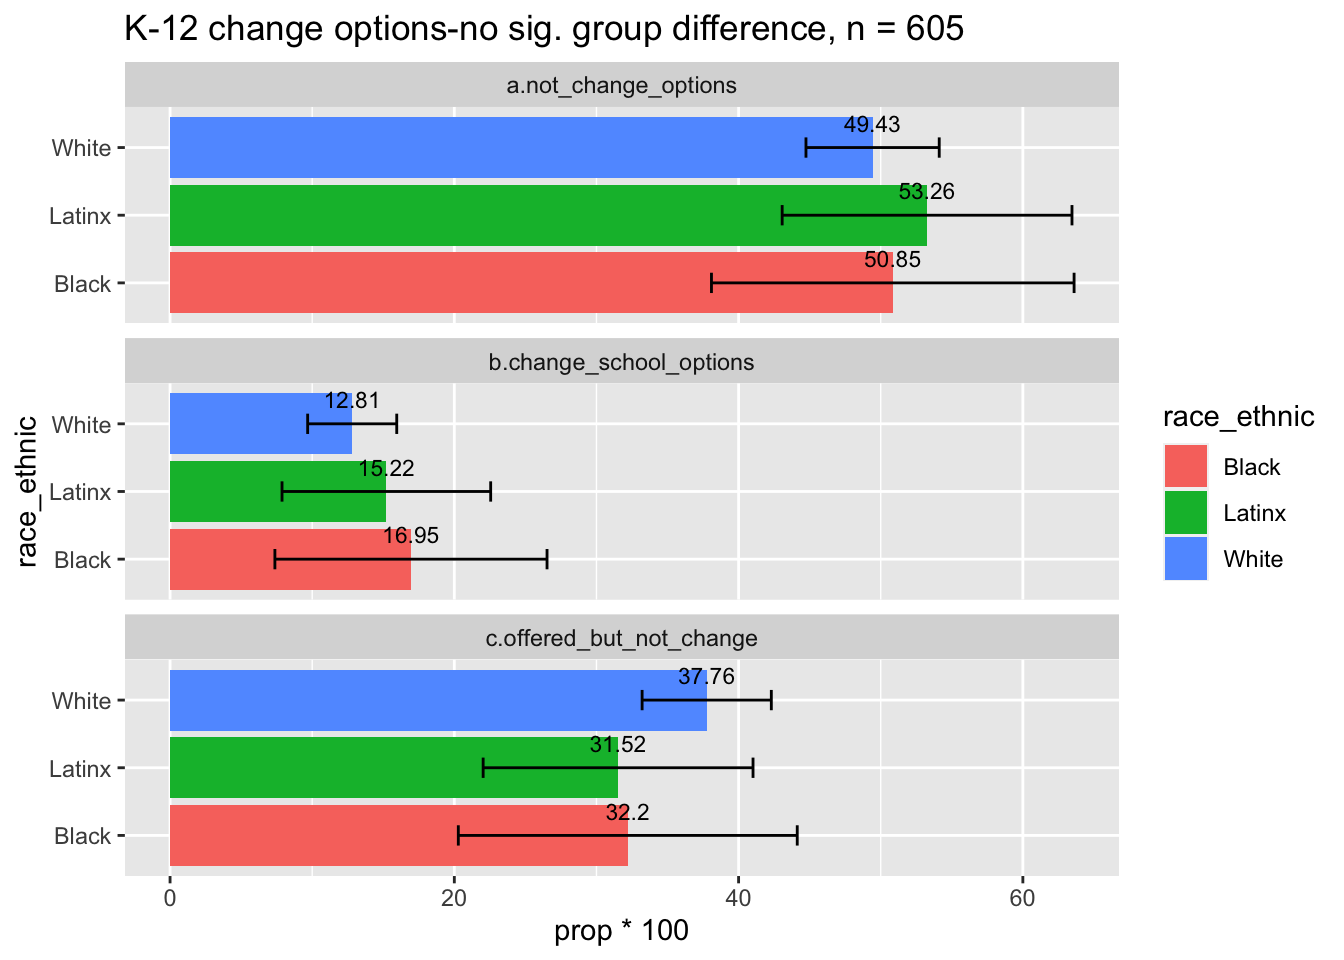 K-12 change options-no sig. group difference, n = 605
a.not_change_options
White
49.43
Latinx
53.26
Black
50.85
b.change_school_options
White
12.81
Latinx
15.22
Black
16.95
c.offered_but_not_change
White
37.76
Latinx
31.52
Black
32.2
0 20 40 60
prop * 100
race_ethnic
race_ethnic
Black
Latinx
White